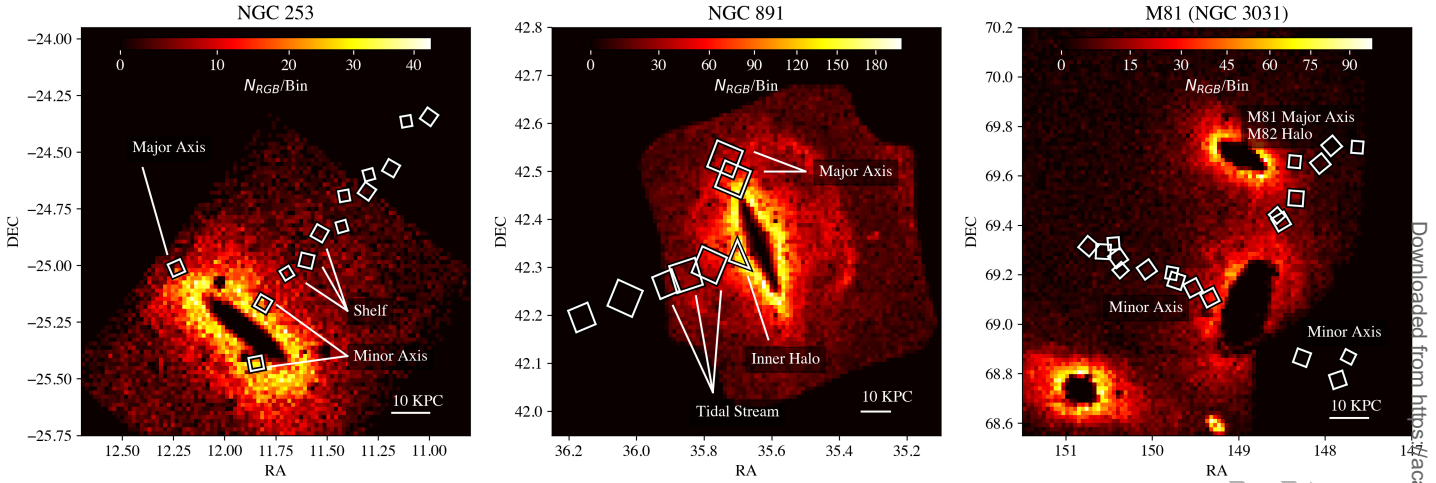 NGC 253
−24.00
−24.25
−24.50
−24.75
−25.00
−25.25
−25.50
−25.75
DEC
0 10 20 30 40
N_RGB/Bin
Major Axis
Shelf
Minor Axis
10 KPC
12.50 12.25 12.00 11.75 11.50 11.25 11.00
RA
NGC 891
42.8
42.7
42.6
42.5
42.4
42.3
42.2
42.1
42.0
DEC
0 30 60 90 120 150 180
N_RGB/Bin
Major Axis
Inner Halo
Tidal Stream
10 KPC
36.2 36.0 35.8 35.6 35.4 35.2
RA
M81 (NGC 3031)
70.2
70.0
69.8
69.6
69.4
69.2
69.0
68.8
68.6
DEC
0 15 30 45 60 75 90
N_RGB/Bin
M81 Major Axis
M82 Halo
Minor Axis
Minor Axis
10 KPC
151 150 149 148
RA
Downloaded from https://aca